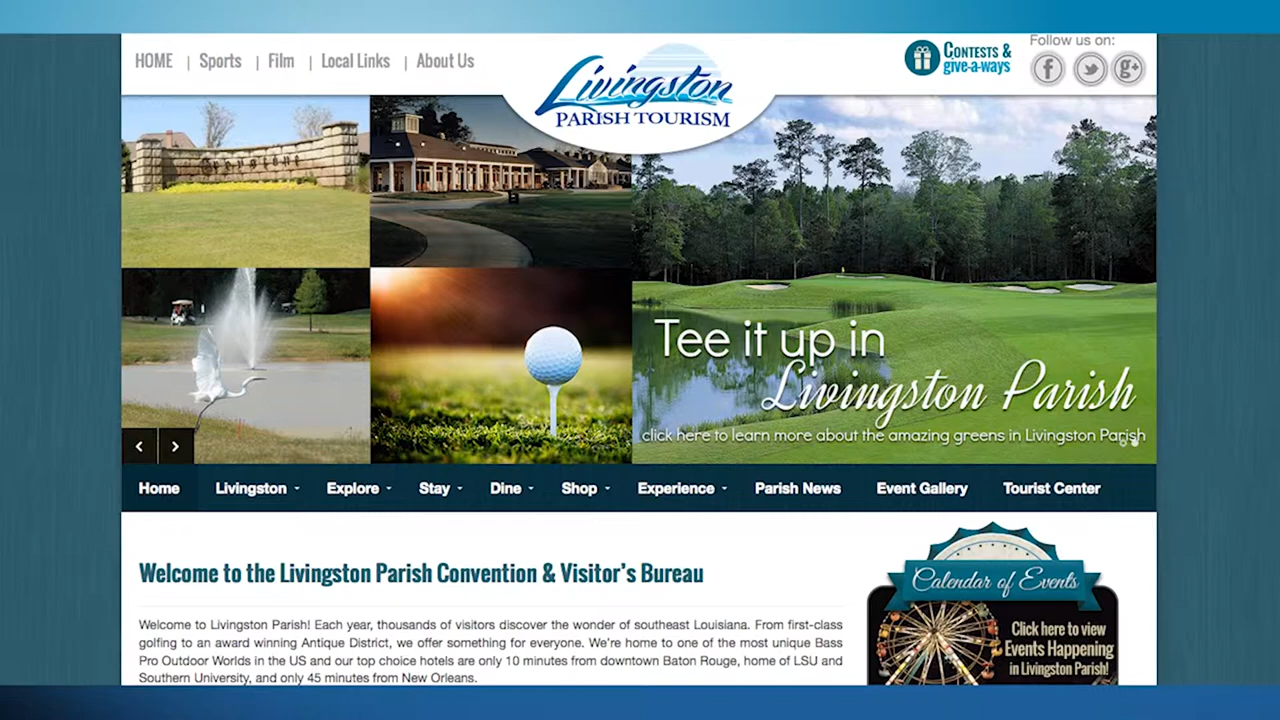 HOME | Sports | Film | Local Links | About Us
Livingston
PARISH TOURISM
CONTESTS &
give-a-ways
Follow us on:
f
g+
Tee it up in
Livingston Parish
click here to learn more about the amazing greens in Livingston Parish
Home Livingston Explore Stay Dine Shop Experience Parish News Event Gallery Tourist Center
Welcome to the Livingston Parish Convention & Visitor's Bureau
Welcome to Livingston Parish! Each year, thousands of visitors discover the wonder of southeast Louisiana. From first-class
golfing to an award winning Antique District, we offer something for everyone. We're home to one of the most unique Bass
Pro Outdoor Worlds in the US and our top choice hotels are only 10 minutes from downtown Baton Rouge, home of LSU and
Southern University, and only 45 minutes from New Orleans.
Calendar of Events
Click here to view
Events Happening
in Livingston Parish!